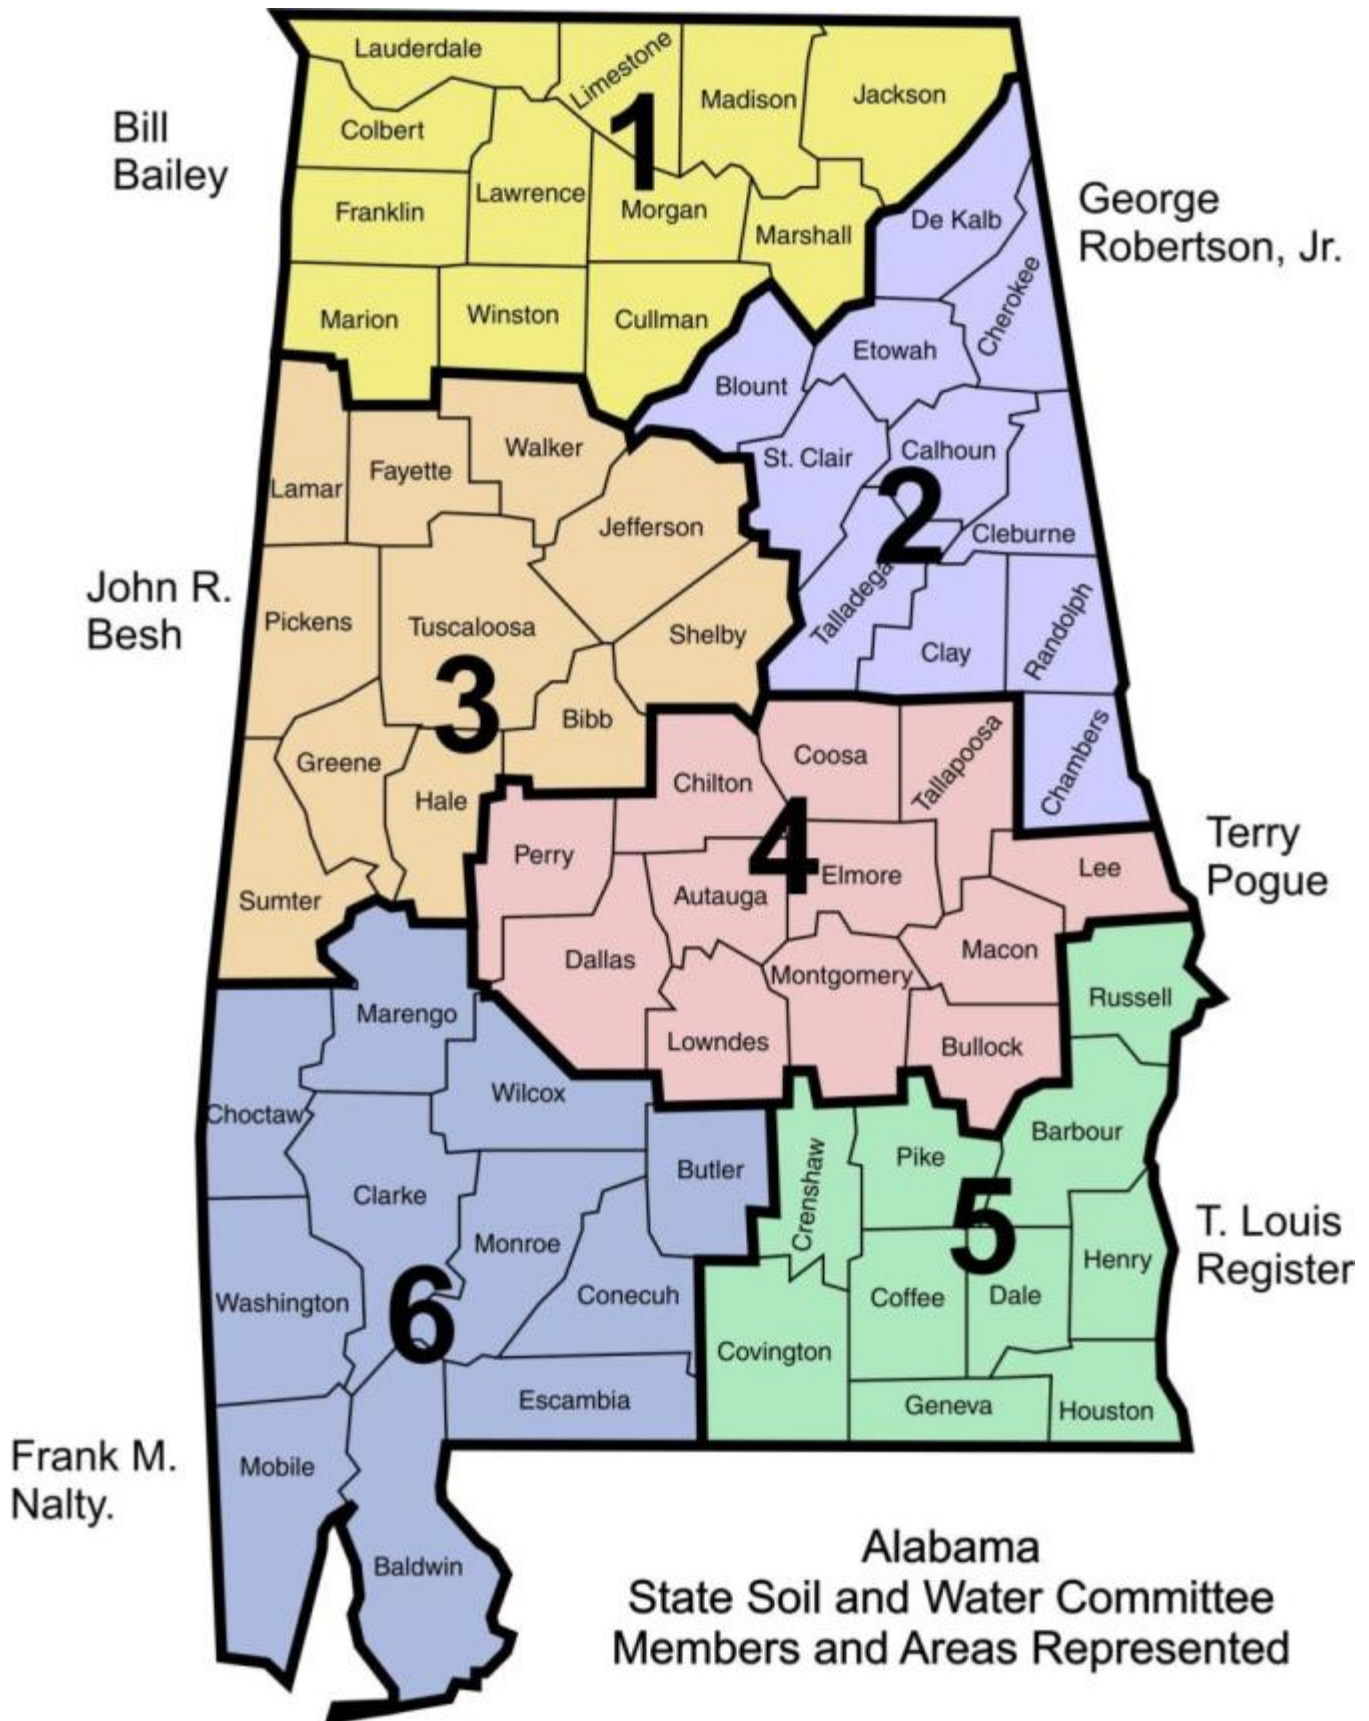 Lauderdale
Limestone
Madison
Jackson
Colbert
1
Bill
Bailey
Lawrence
Franklin
Morgan
Marshall
De Kalb
George
Robertson, Jr.
Cherokee
Marion
Winston
Cullman
Etowah
Blount
Walker
St. Clair
Calhoun
Fayette
Lamar
Jefferson
2
Cleburne
John R.
Besh
Talladega
Randolph
Pickens
Tuscaloosa
Shelby
Clay
3
Bibb
Coosa
Tallapoosa
Chambers
Greene
Chilton
Hale
4
Terry
Pogue
Perry
Lee
Elmore
Autauga
Sumter
Dallas
Macon
Montgomery
Russell
Marengo
Lowndes
Bullock
Wilcox
Choctaw
Barbour
Pike
Butler
Crenshaw
Clarke
5
T. Louis
Register
Monroe
Henry
Washington
6
Conecuh
Coffee
Dale
Covington
Escambia
Geneva
Houston
Frank M.
Nalty.
Mobile
Baldwin
Alabama
State Soil and Water Committee
Members and Areas Represented